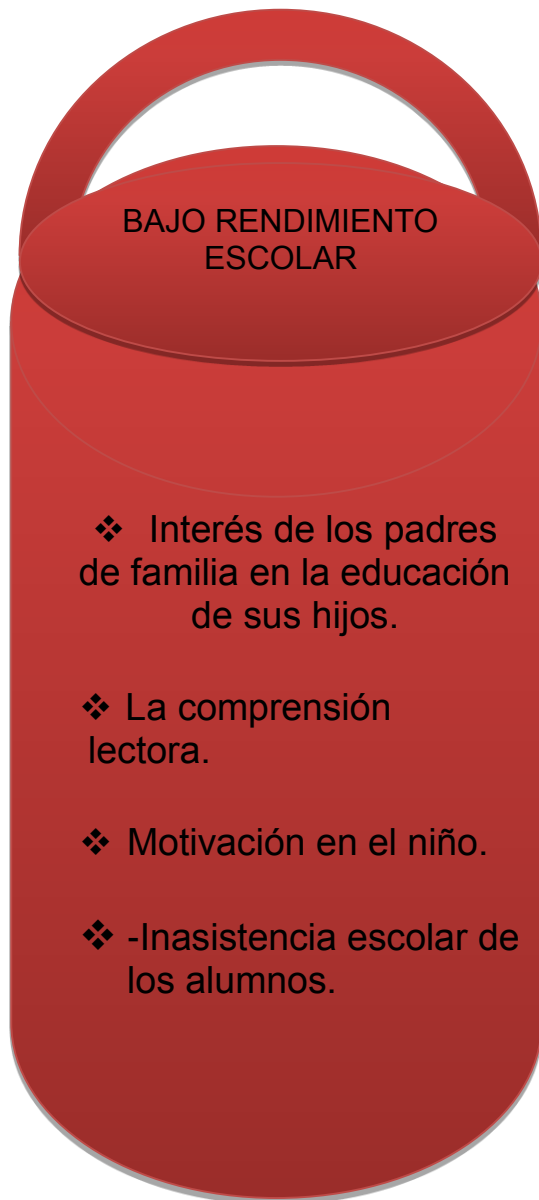 BAJO RENDIMIENTO
ESCOLAR
❖ Interés de los padres
de familia en la educación
de sus hijos.
❖ La comprensión
lectora.
❖ Motivación en el niño.
❖ -Inasistencia escolar de
los alumnos.